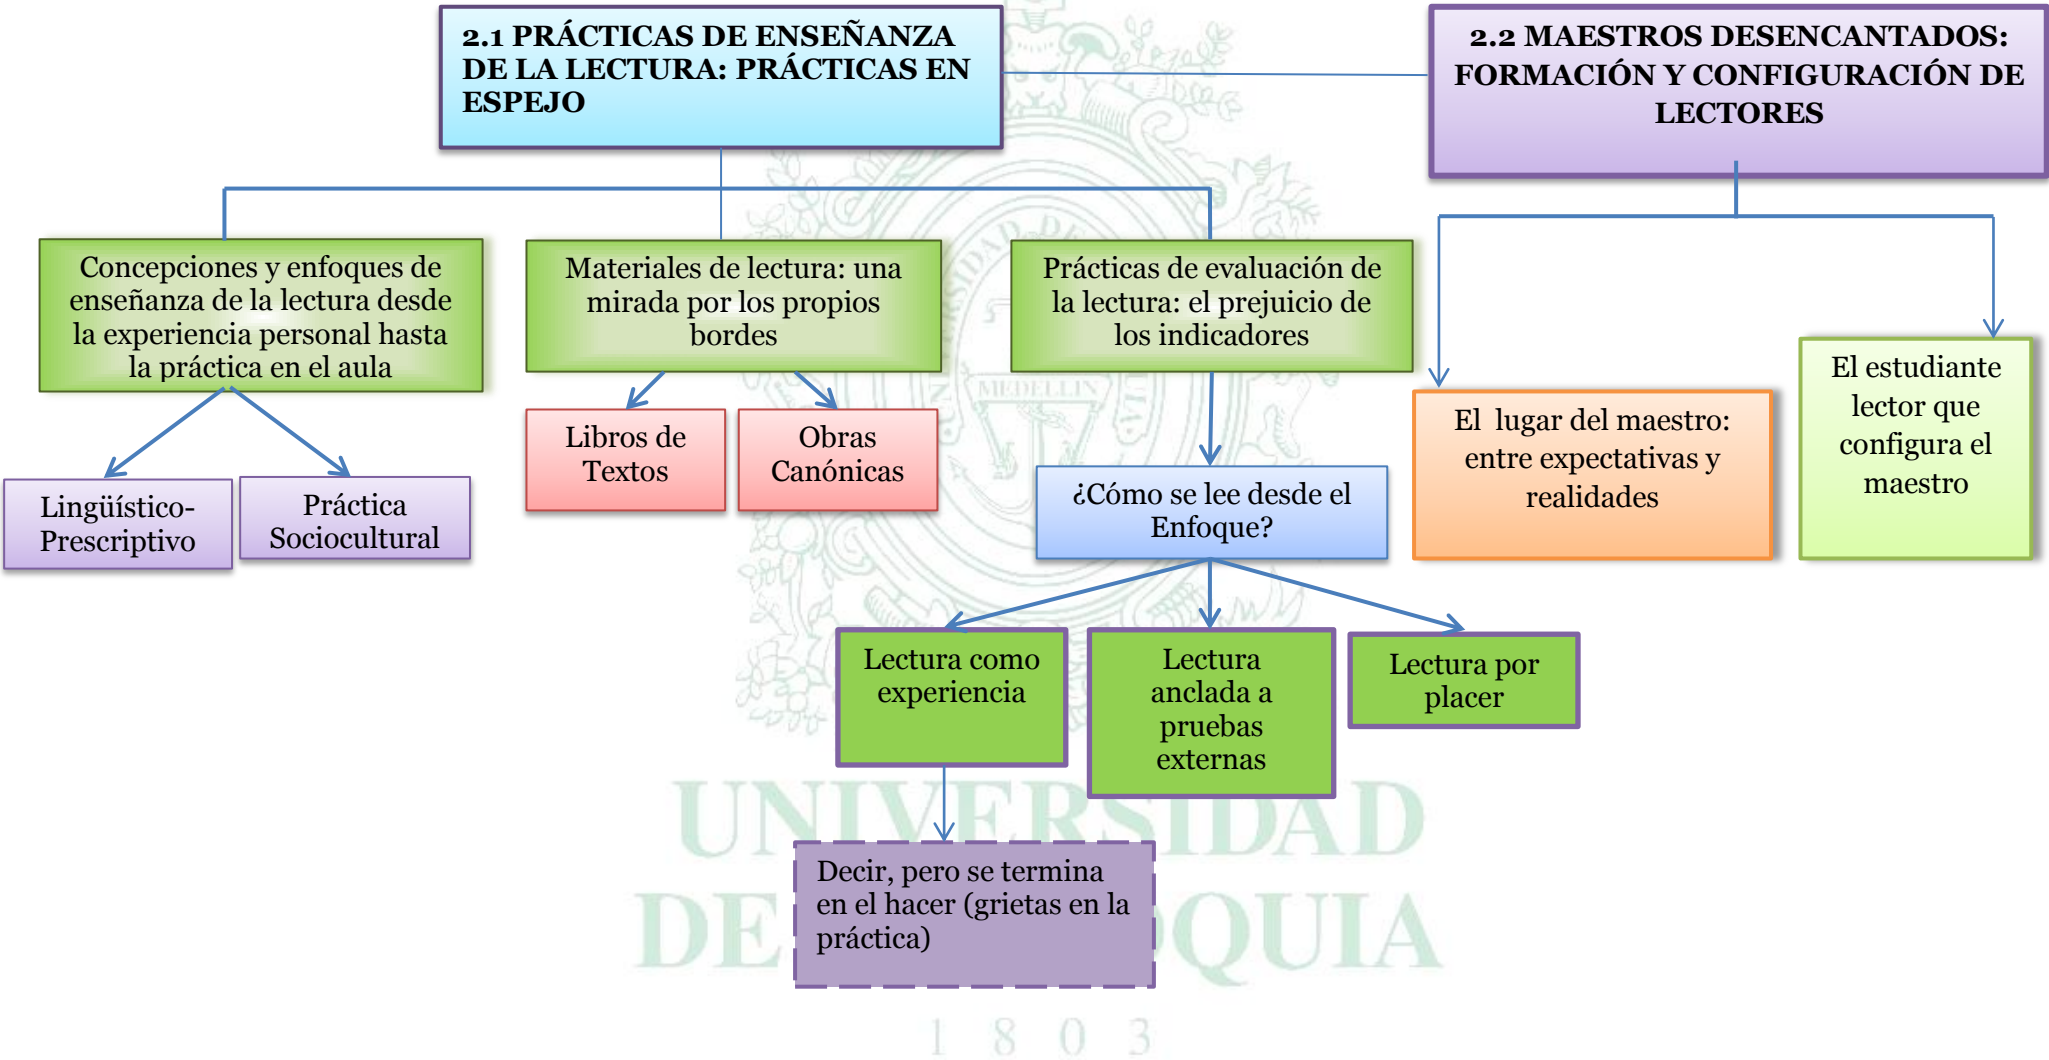 2.1 PRÁCTICAS DE ENSEÑANZA
DE LA LECTURA: PRÁCTICAS EN
ESPEJO
2.2 MAESTROS DESENCANTADOS:
FORMACIÓN Y CONFIGURACIÓN DE
LECTORES
Concepciones y enfoques de
enseñanza de la lectura desde
la experiencia personal hasta
la práctica en el aula
Materiales de lectura: una
mirada por los propios
bordes
Prácticas de evaluación de
la lectura: el prejuicio de
los indicadores
Lingüístico-
Prescriptivo
Práctica
Sociocultural
Libros de
Textos
Obras
Canónicas
¿Cómo se lee desde el
Enfoque?
El  lugar del maestro:
entre expectativas y
realidades
El estudiante
lector que
configura el
maestro
Lectura como
experiencia
Lectura
anclada a
pruebas
externas
Lectura por
placer
Decir, pero se termina
en el hacer (grietas en la
práctica)
MEDELLIN
UNIVERSIDAD
DE
1 8 0 3